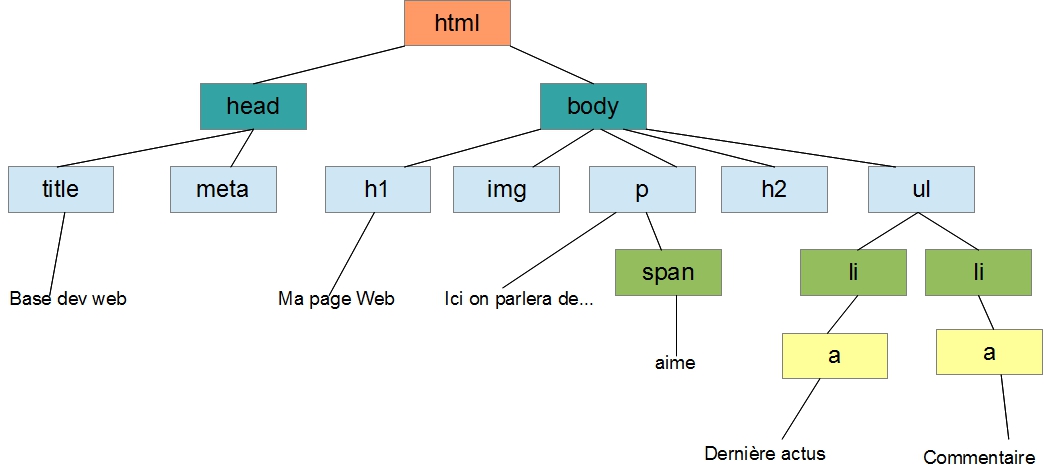 html
head
body
title
meta
h1
img
p
h2
ul
span
li
li
Base dev web
Ma page Web
Ici on parlera de...
a
a
aime
Dernière actus
Commentaire